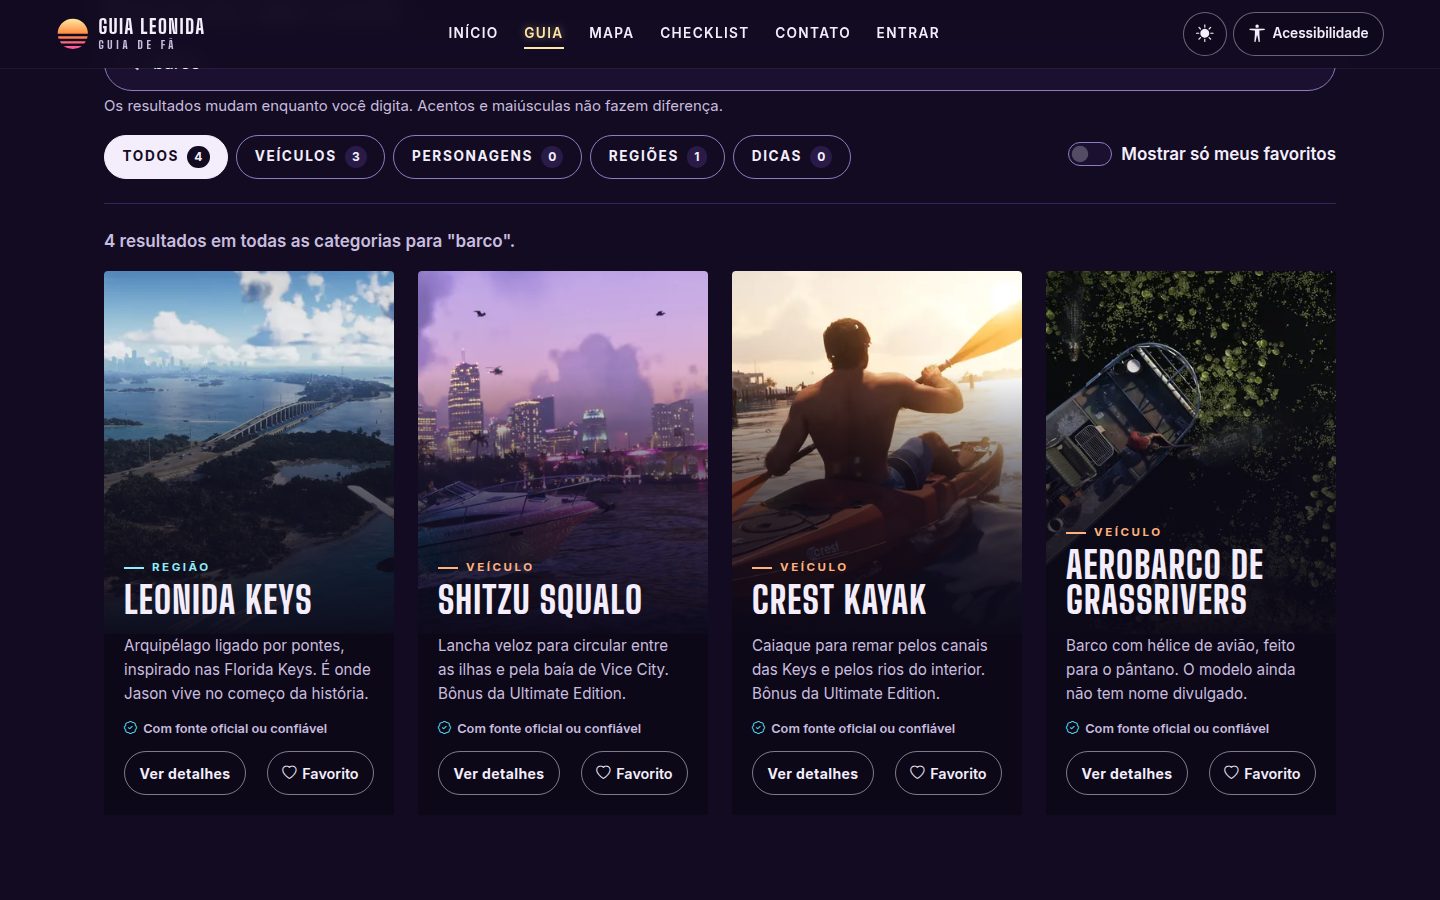 GUIA LEONIDA
GUIA DE FÃ
INÍCIO
GUIA
MAPA
CHECKLIST
CONTATO
ENTRAR
Acessibilidade
Os resultados mudam enquanto você digita. Acentos e maiúsculas não fazem diferença.
TODOS 4
VEÍCULOS 3
PERSONAGENS 0
REGIÕES 1
DICAS 0
Mostrar só meus favoritos
4 resultados em todas as categorias para "barco".
REGIÃO
LEONIDA KEYS
Arquipélago ligado por pontes,
inspirado nas Florida Keys. É onde
Jason vive no começo da história.
Com fonte oficial ou confiável
Ver detalhes
Favorito
VEÍCULO
SHITZU SQUALO
Lancha veloz para circular entre
as ilhas e pela baía de Vice City.
Bônus da Ultimate Edition.
Com fonte oficial ou confiável
Ver detalhes
Favorito
crest
VEÍCULO
CREST KAYAK
Caiaque para remar pelos canais
das Keys e pelos rios do interior.
Bônus da Ultimate Edition.
Com fonte oficial ou confiável
Ver detalhes
Favorito
VEÍCULO
AEROBARCO DE
GRASSRIVERS
Barco com hélice de avião, feito
para o pântano. O modelo ainda
não tem nome divulgado.
Com fonte oficial ou confiável
Ver detalhes
Favorito